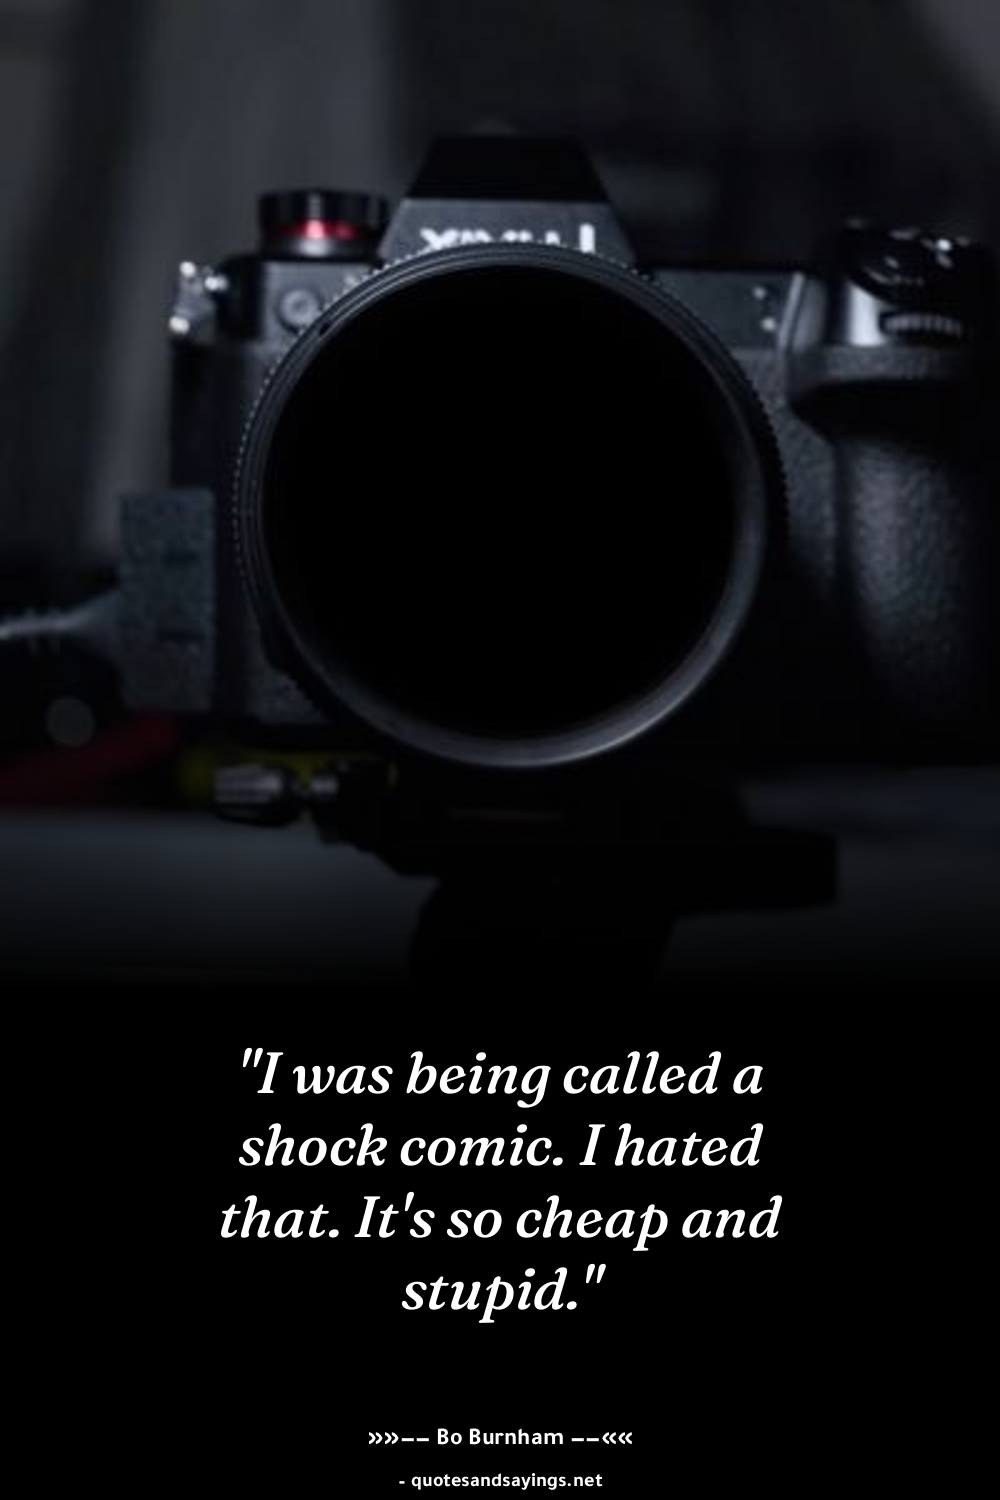 "I was being called a
shock comic. I hated
that. It's so cheap and
stupid."
»»–– Bo Burnham ––««
- quotesandsayings.net